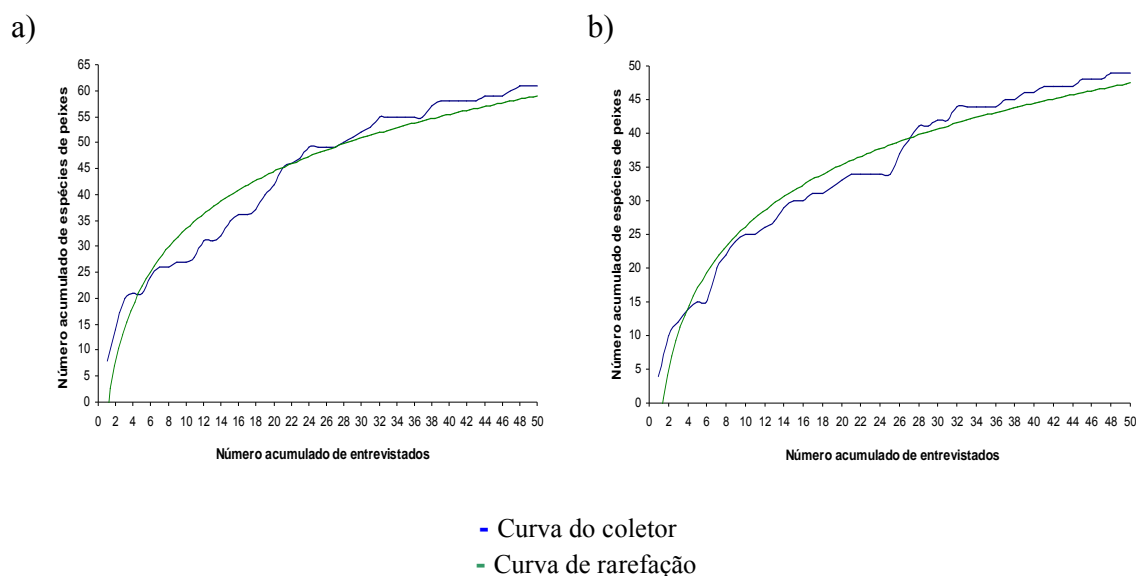 a)
b)
Número acumulado de espécies de peixes
65
60
55
50
45
40
35
30
25
20
15
10
5
0
0 2 4 6 8 10 12 14 16 18 20 22 24 26 28 30 32 34 36 38 40 42 44 46 48 50
Número acumulado de entrevistados
Número acumulado de espécies de peixes
50
45
40
35
30
25
20
15
10
5
0
0 2 4 6 8 10 12 14 16 18 20 22 24 26 28 30 32 34 36 38 40 42 44 46 48 50
Número acumulado de entrevistados
- Curva do coletor
- Curva de rarefação